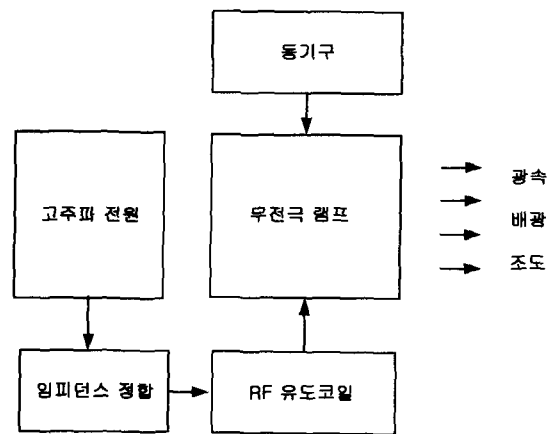 등기구
고주파 전원
무전극 램프
광속
배광
조도
임피던스 정합
RF 유도코일